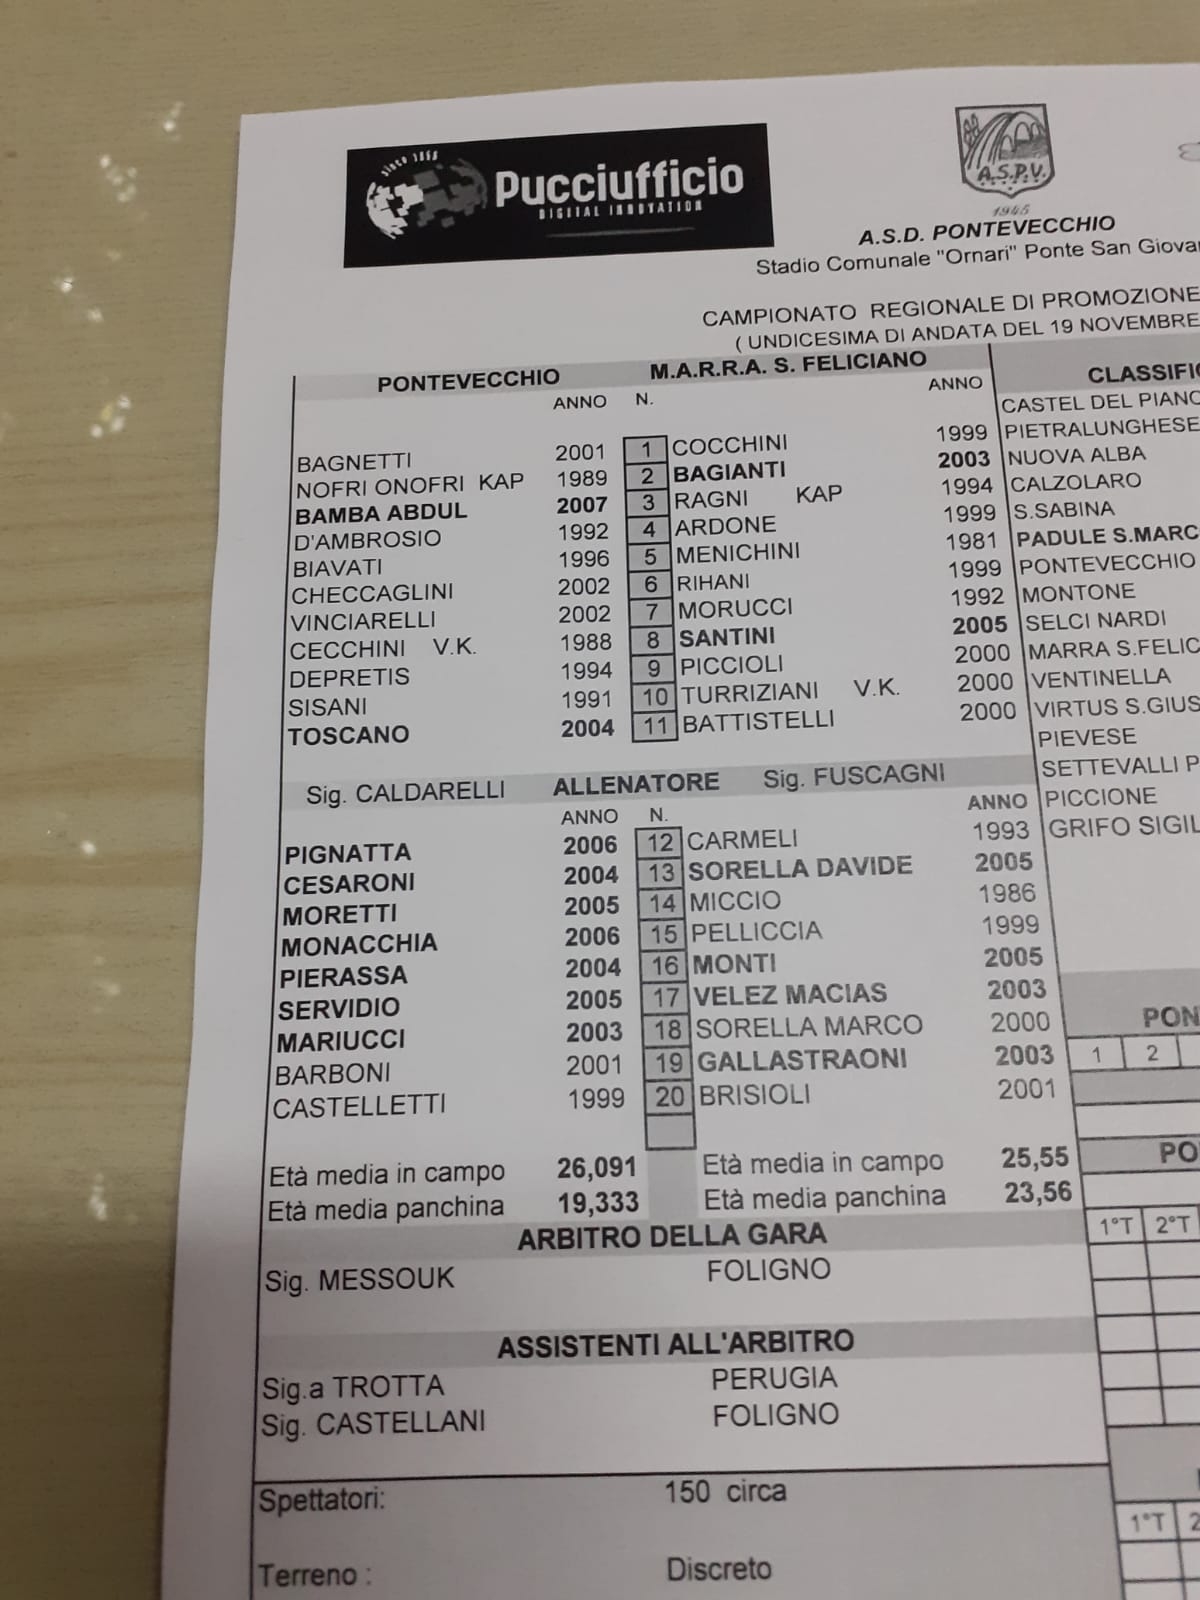 since 1868
Pucciufficio
DIGITAL INNOVATION
A.S.P.V.
1945
A.S.D. PONTEVECCHIO
Stadio Comunale "Ornari" Ponte San Giova
CAMPIONATO REGIONALE DI PROMOZIONE
( UNDICESIMA DI ANDATA DEL 19 NOVEMBRE
PONTEVECCHIO M.A.R.R.A. S. FELICIANO CLASSIFIC
ANNO N. ANNO CASTEL DEL PIANO
BAGNETTI 2001 1 COCCHINI 1999 PIETRALUNGHESE
NOFRI ONOFRI KAP 1989 2 BAGIANTI 2003 NUOVA ALBA
BAMBA ABDUL 2007 3 RAGNI KAP 1994 CALZOLARO
D'AMBROSIO 1992 4 ARDONE 1999 S.SABINA
BIAVATI 1996 5 MENICHINI 1981 PADULE S.MARC
CHECCAGLINI 2002 6 RIHANI 1999 PONTEVECCHIO
VINCIARELLI 2002 7 MORUCCI 1992 MONTONE
CECCHINI V.K. 1988 8 SANTINI 2005 SELCI NARDI
DEPRETIS 1994 9 PICCIOLI 2000 MARRA S.FELIC
SISANI 1991 10 TURRIZIANI V.K. 2000 VENTINELLA
TOSCANO 2004 11 BATTISTELLI 2000 VIRTUS S.GIUS
PIEVESE
Sig. CALDARELLI ALLENATORE Sig. FUSCAGNI SETTEVALLI P
ANNO N. ANNO PICCIONE
PIGNATTA 2006 12 CARMELI 1993 GRIFO SIGIL
CESARONI 2004 13 SORELLA DAVIDE 2005
MORETTI 2005 14 MICCIO 1986
MONACCHIA 2006 15 PELLICCIA 1999
PIERASSA 2004 16 MONTI 2005
SERVIDIO 2005 17 VELEZ MACIAS 2003
MARIUCCI 2003 18 SORELLA MARCO 2000 PON
BARBONI 2001 19 GALLASTRAONI 2003 1 2
CASTELLETTI 1999 20 BRISIOLI 2001
Età media in campo 26,091 Età media in campo 25,55 PO
Età media panchina 19,333 Età media panchina 23,56
ARBITRO DELLA GARA 1°T 2°T
Sig. MESSOUK FOLIGNO
ASSISTENTI ALL'ARBITRO
Sig.a TROTTA PERUGIA
Sig. CASTELLANI FOLIGNO
Spettatori: 150 circa
1°T 2
Terreno : Discreto